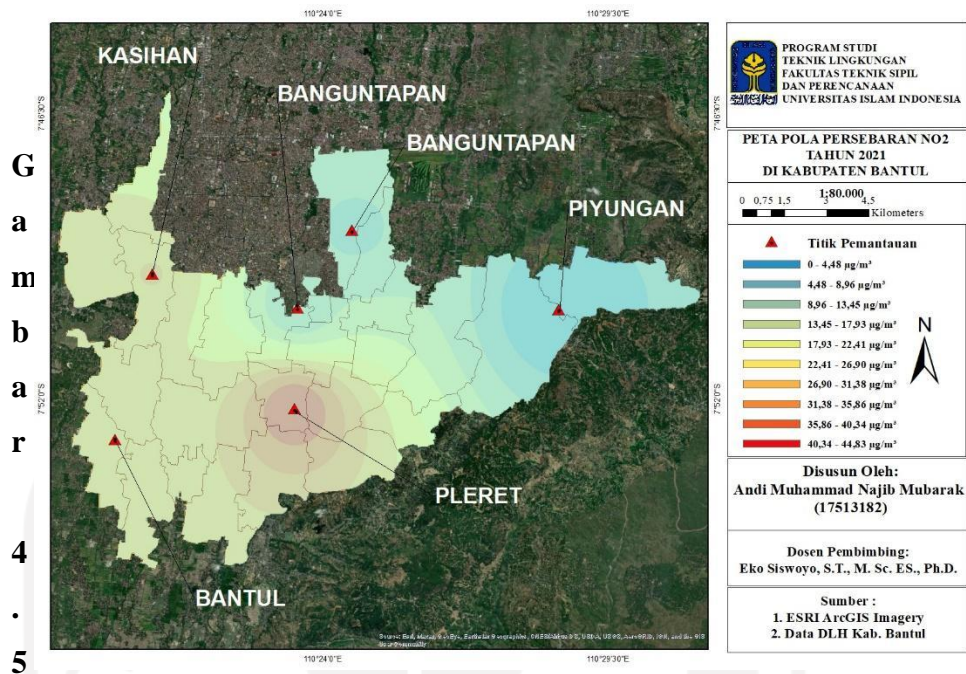 110°24'0"E
110°29'30"E
KASIHAN
BANGUNTAPAN
BANGUNTAPAN
PIYUNGAN
PLERET
BANTUL
7°46'30"S
7°46'30"S
7°52'0"S
7°52'0"S
110°24'0"E
110°29'30"E
Gambar 4.5
PROGRAM STUDI
TEKNIK LINGKUNGAN
FAKULTAS TEKNIK SIPIL
DAN PERENCANAAN
UNIVERSITAS ISLAM INDONESIA
PETA POLA PERSEBARAN NO2
TAHUN 2021
DI KABUPATEN BANTUL
1:80.000
0 0,75 1,5 3 4,5
Kilometers
Titik Pemantauan
0 - 4,48 µg/m³
4,48 - 8,96 µg/m³
8,96 - 13,45 µg/m³
13,45 - 17,93 µg/m³
17,93 - 22,41 µg/m³
22,41 - 26,90 µg/m³
26,90 - 31,38 µg/m³
31,38 - 35,86 µg/m³
35,86 - 40,34 µg/m³
40,34 - 44,83 µg/m³
N
Disusun Oleh:
Andi Muhammad Najib Mubarak
(17513182)
Dosen Pembimbing:
Eko Siswoyo, S.T., M. Sc. ES., Ph.D.
Sumber :
1. ESRI ArcGIS Imagery
2. Data DLH Kab. Bantul